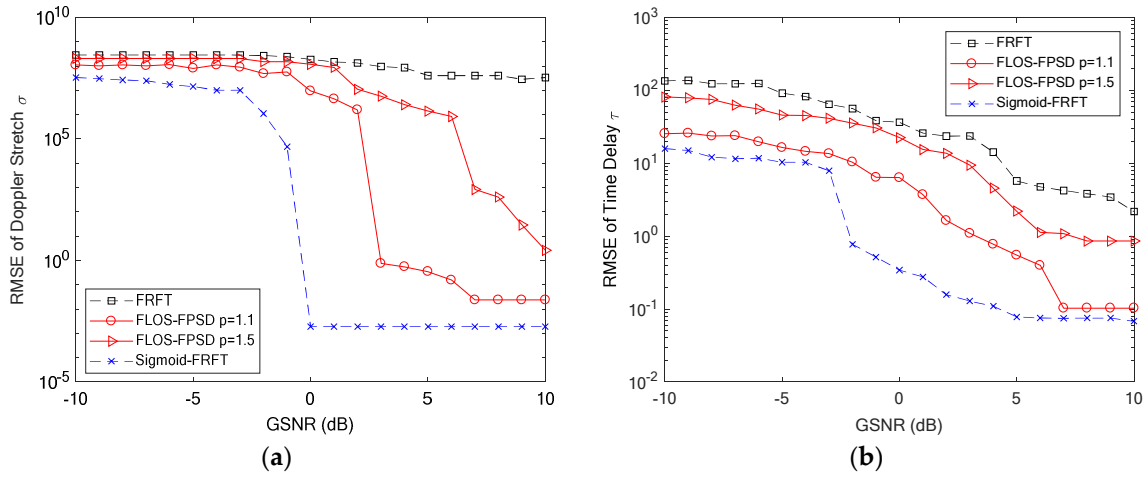 RMSE of Doppler Stretch σ
10^10
10^5
10^0
10^-5
-10
-5
0
5
10
GSNR (dB)
FRFT
FLOS-FPSD p=1.1
FLOS-FPSD p=1.5
Sigmoid-FRFT
(a)
RMSE of Time Delay τ
10^3
10^2
10^1
10^0
10^-1
10^-2
-10
-5
0
5
10
GSNR (dB)
FRFT
FLOS-FPSD p=1.1
FLOS-FPSD p=1.5
Sigmoid-FRFT
(b)